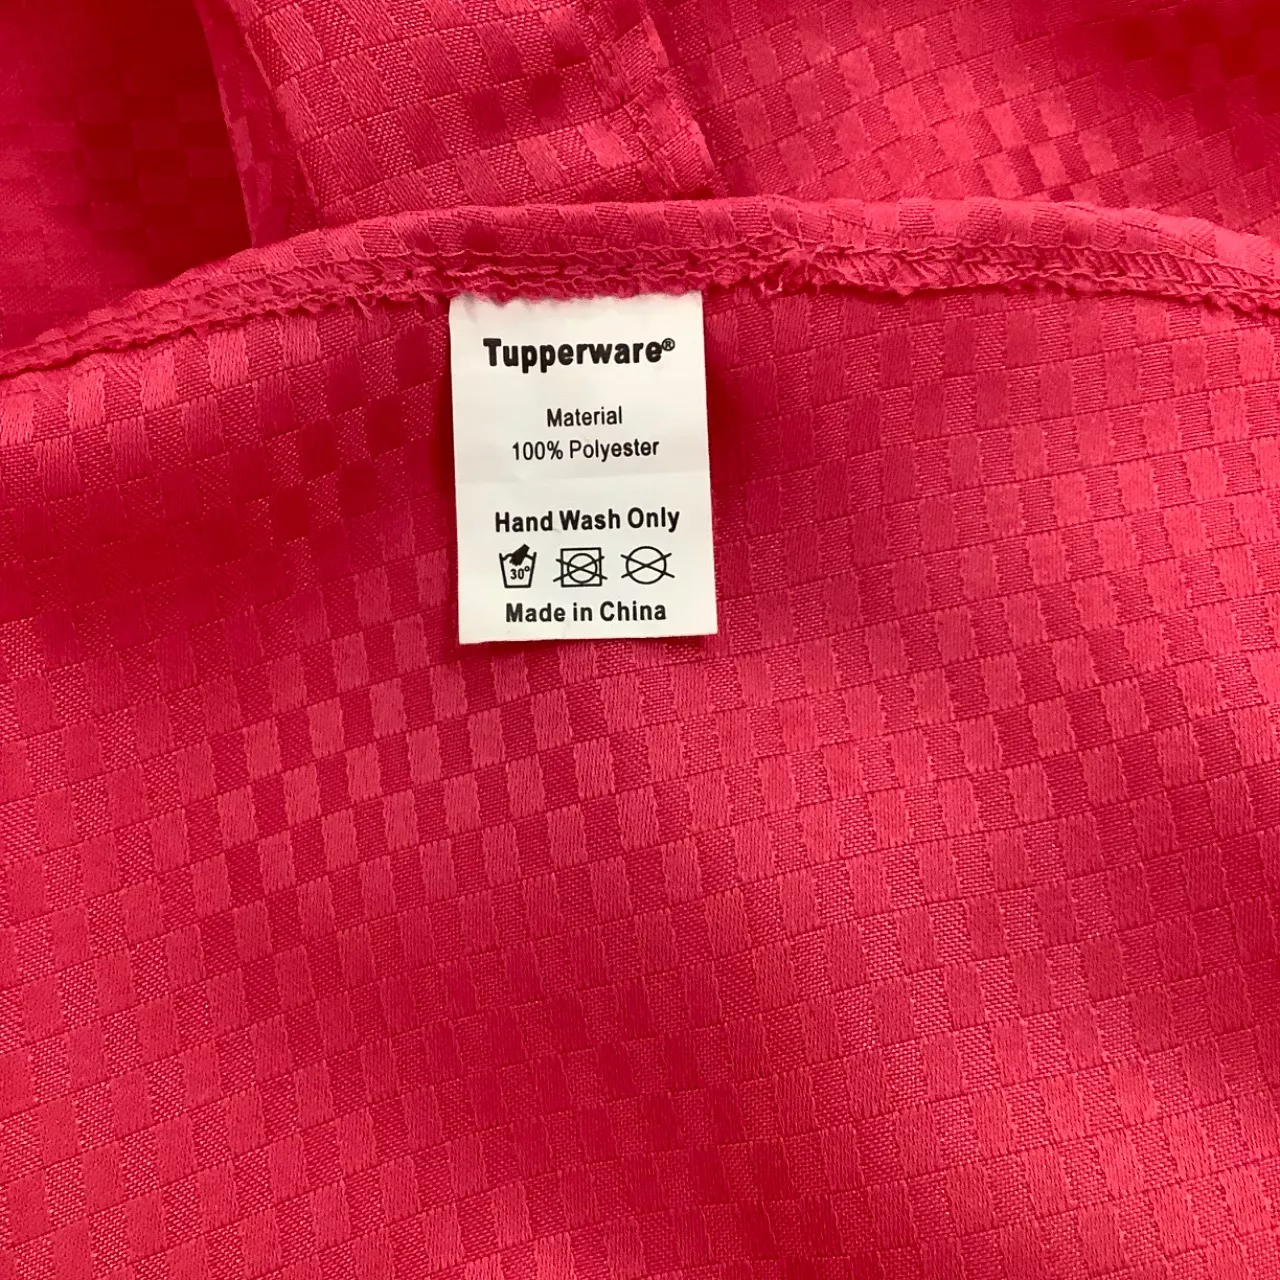 Tupperware®
Material
100% Polyester
Hand Wash Only
30°
Made in China